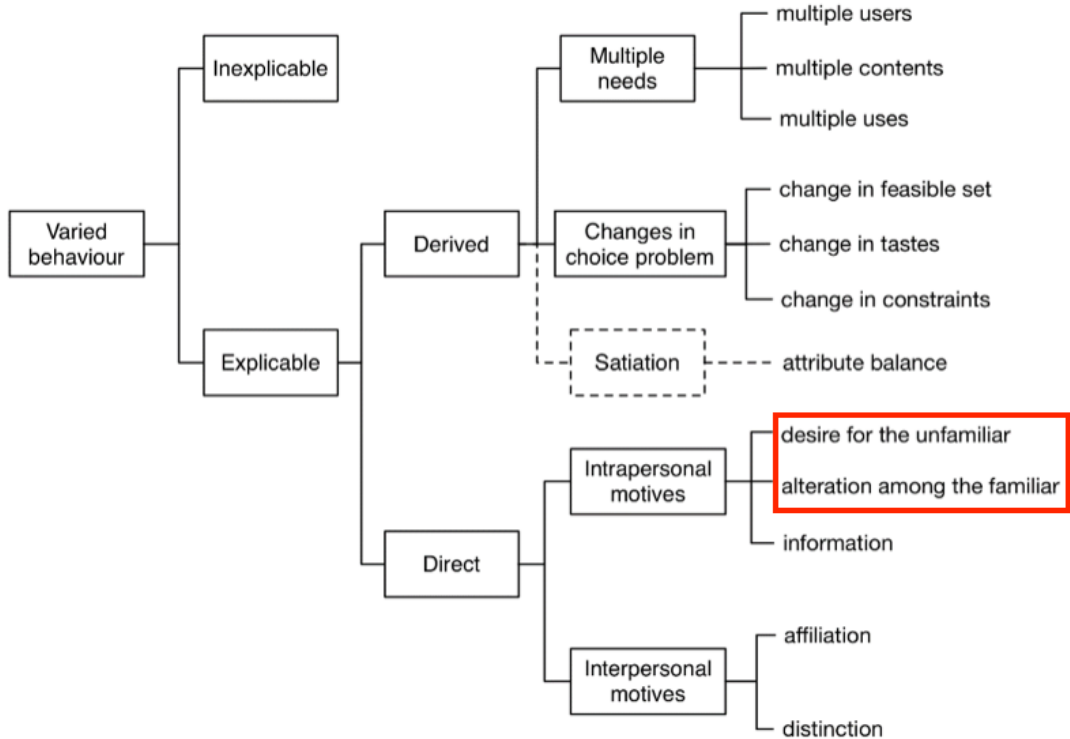 multiple users
Inexplicable
Multiple
needs
multiple contents
multiple uses
change in feasible set
Varied
behaviour
Derived
Changes in
choice problem
change in tastes
change in constraints
Explicable
Satiation
attribute balance
desire for the unfamiliar
Intrapersonal
motives
alteration among the familiar
information
Direct
affiliation
Interpersonal
motives
distinction